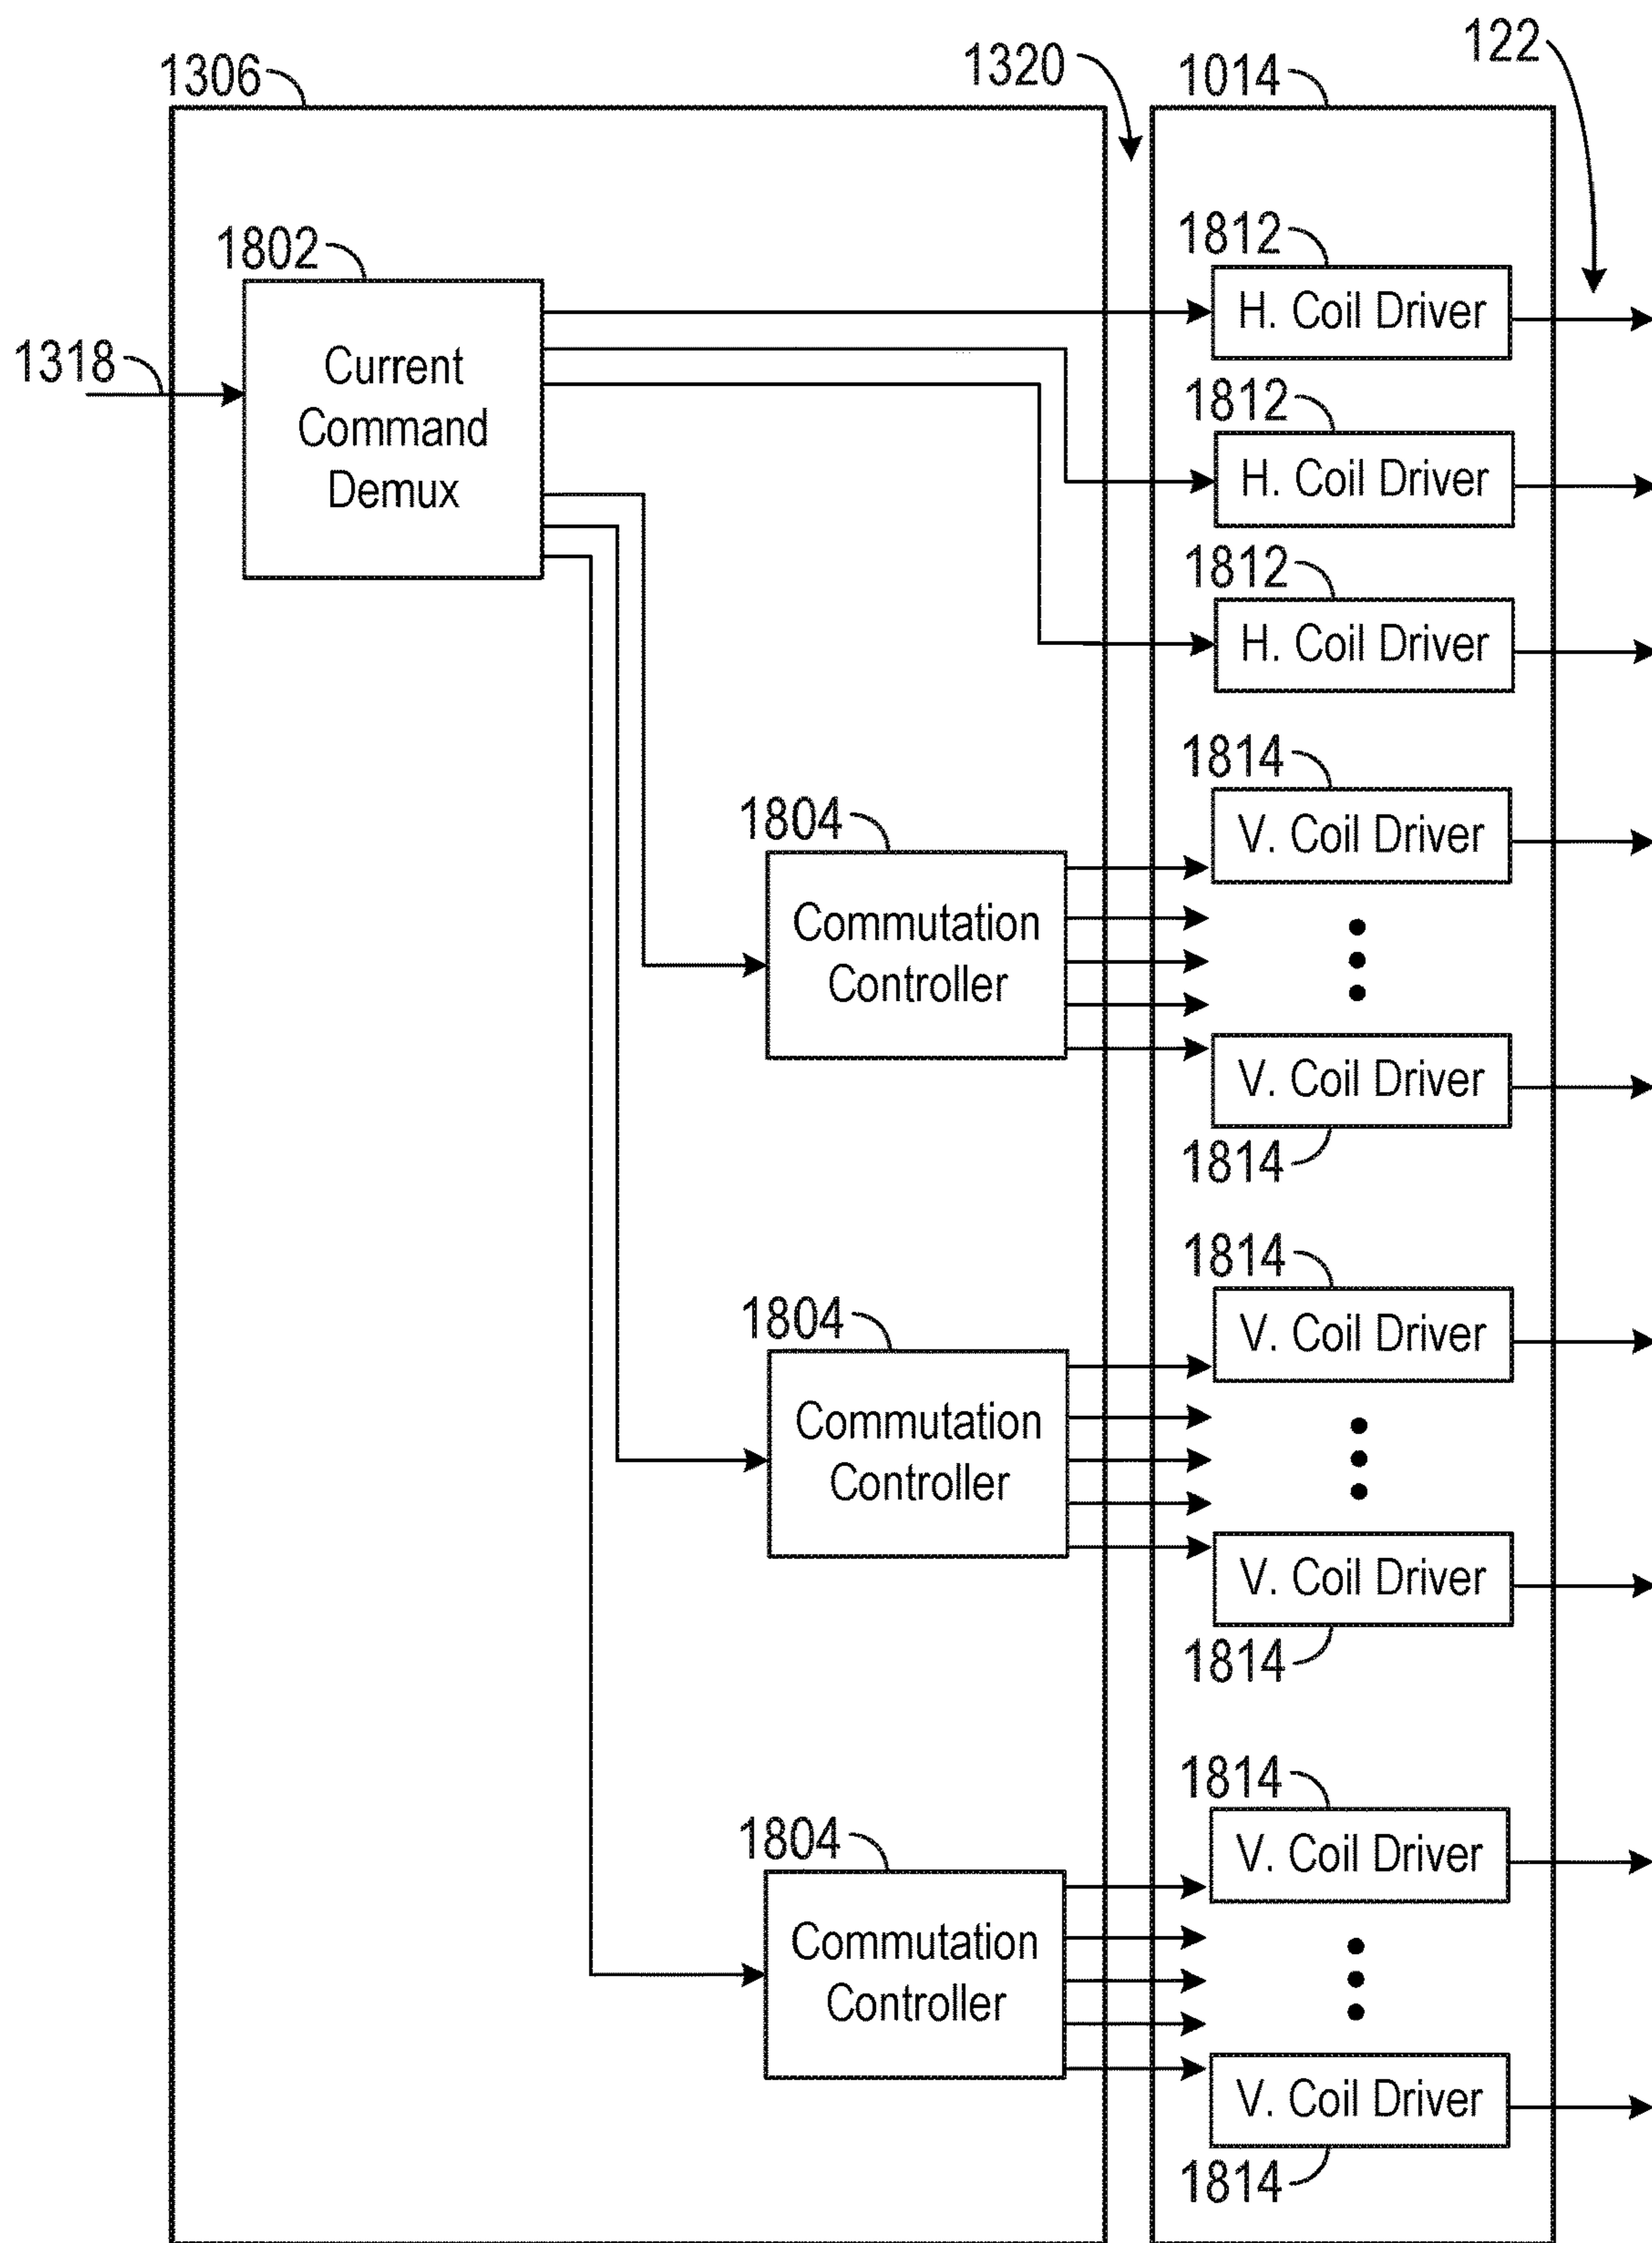 1306
1320
1014
122
1802
1812
H. Coil Driver
1318
Current
Command
Demux
1812
H. Coil Driver
1812
H. Coil Driver
1814
V. Coil Driver
1804
Commutation
Controller
V. Coil Driver
1814
1814
V. Coil Driver
1804
Commutation
Controller
V. Coil Driver
1814
1814
V. Coil Driver
1804
Commutation
Controller
V. Coil Driver
1814